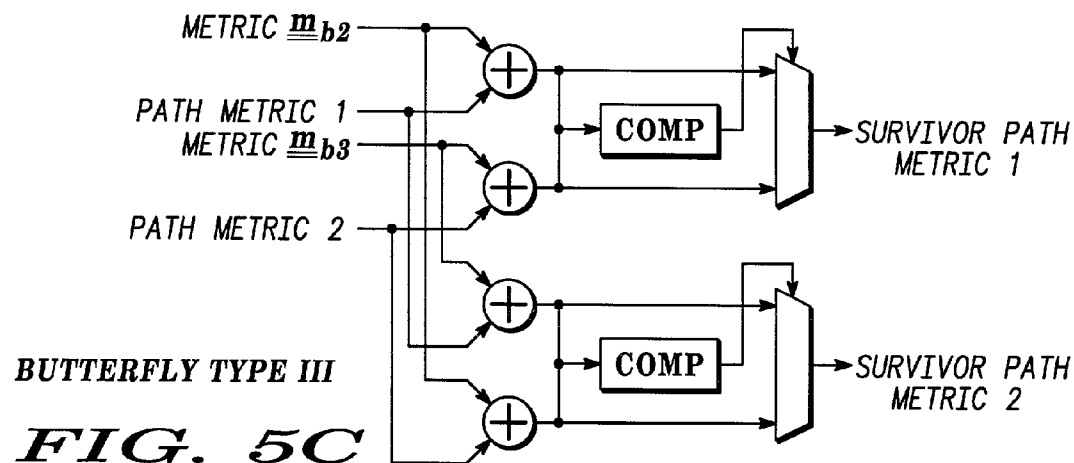 METRIC m b2
PATH METRIC 1
METRIC m b3
PATH METRIC 2
+
+
+
+
COMP
COMP
SURVIVOR PATH
METRIC 1
SURVIVOR PATH
METRIC 2
BUTTERFLY TYPE III
FIG. 5C